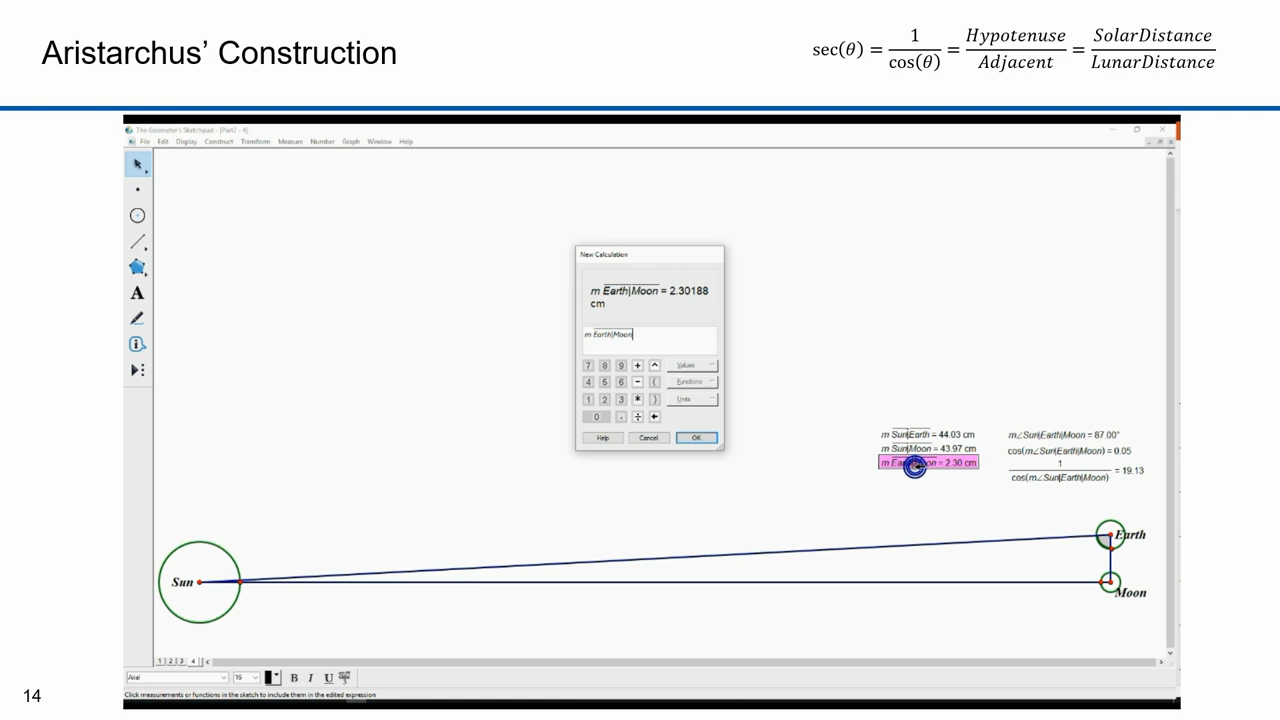 Aristarchus' Construction
sec(θ) = 1/cos(θ) = Hypotenuse/Adjacent = SolarDistance/LunarDistance
The Geometer's Sketchpad - [Part2 - 4]
File Edit Display Construct Transform Measure Number Graph Window Help
New Calculation
m Earth|Moon = 2.30188
cm
m Earth|Moon
7 8 9 + ^ Values
4 5 6 - ( Functions
1 2 3 * ) Units
0 . ÷ ←
Help Cancel OK
m Sun|Earth = 44.03 cm
m Sun|Moon = 43.97 cm
= 2.30 cm
m∠Sun|Earth|Moon = 87.00°
cos(m∠Sun|Earth|Moon) = 0.05
1/cos(m∠Sun|Earth|Moon) = 19.13
Earth
Sun
Moon
1 2 3 4
Arial 16 B I U
Click measurements or functions in the sketch to include them in the edited expression
14